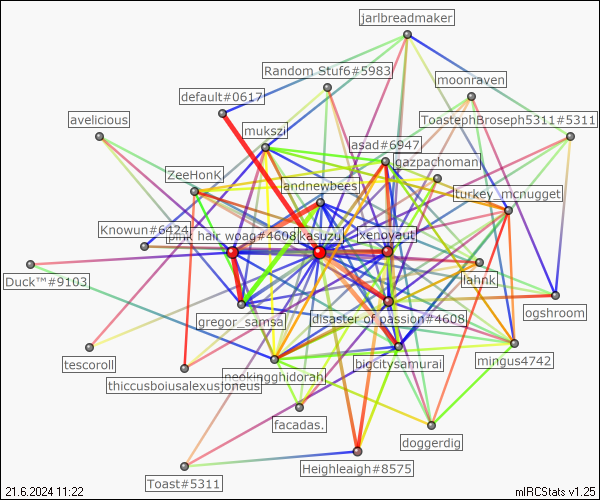 jarlbreadmaker
Random Stuf6#5983
moonraven
default#0617
avelicious
ToastephBroseph5311#5311
mukszi
asad#6947
gazpachoman
ZeeHonK
andnewbees
turkey_mcnugget
Knowun#6424
pink hair woag#4608
kasuzu
xenoyaut
Duck™#9103
lahnk
ogshroom
gregor_samsa
disaster of passion#4608
tescoroll
thiccusboiusalexusjoneus
neokingghidorah
bigcitysamurai
mingus4742
facadas.
doggerdig
Heighleaigh#8575
Toast#5311
21.6.2024 11:22
mIRCStats v1.25